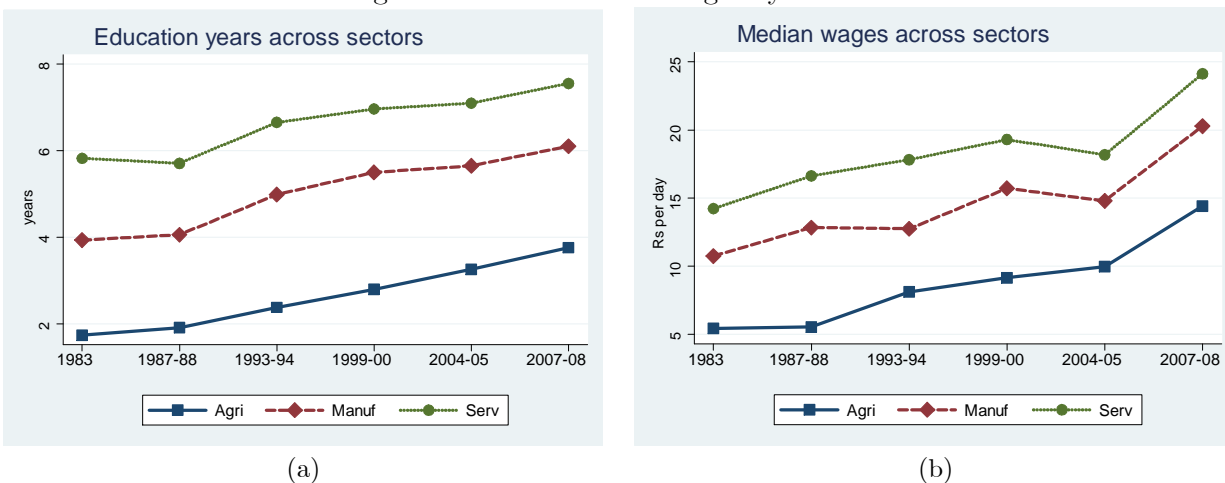 Education years across sectors
years
8
6
4
2
1983 1987-88 1993-94 1999-00 2004-05 2007-08
Agri Manuf Serv
(a)
Median wages across sectors
Rs per day
25
20
15
10
5
1983 1987-88 1993-94 1999-00 2004-05 2007-08
Agri Manuf Serv
(b)